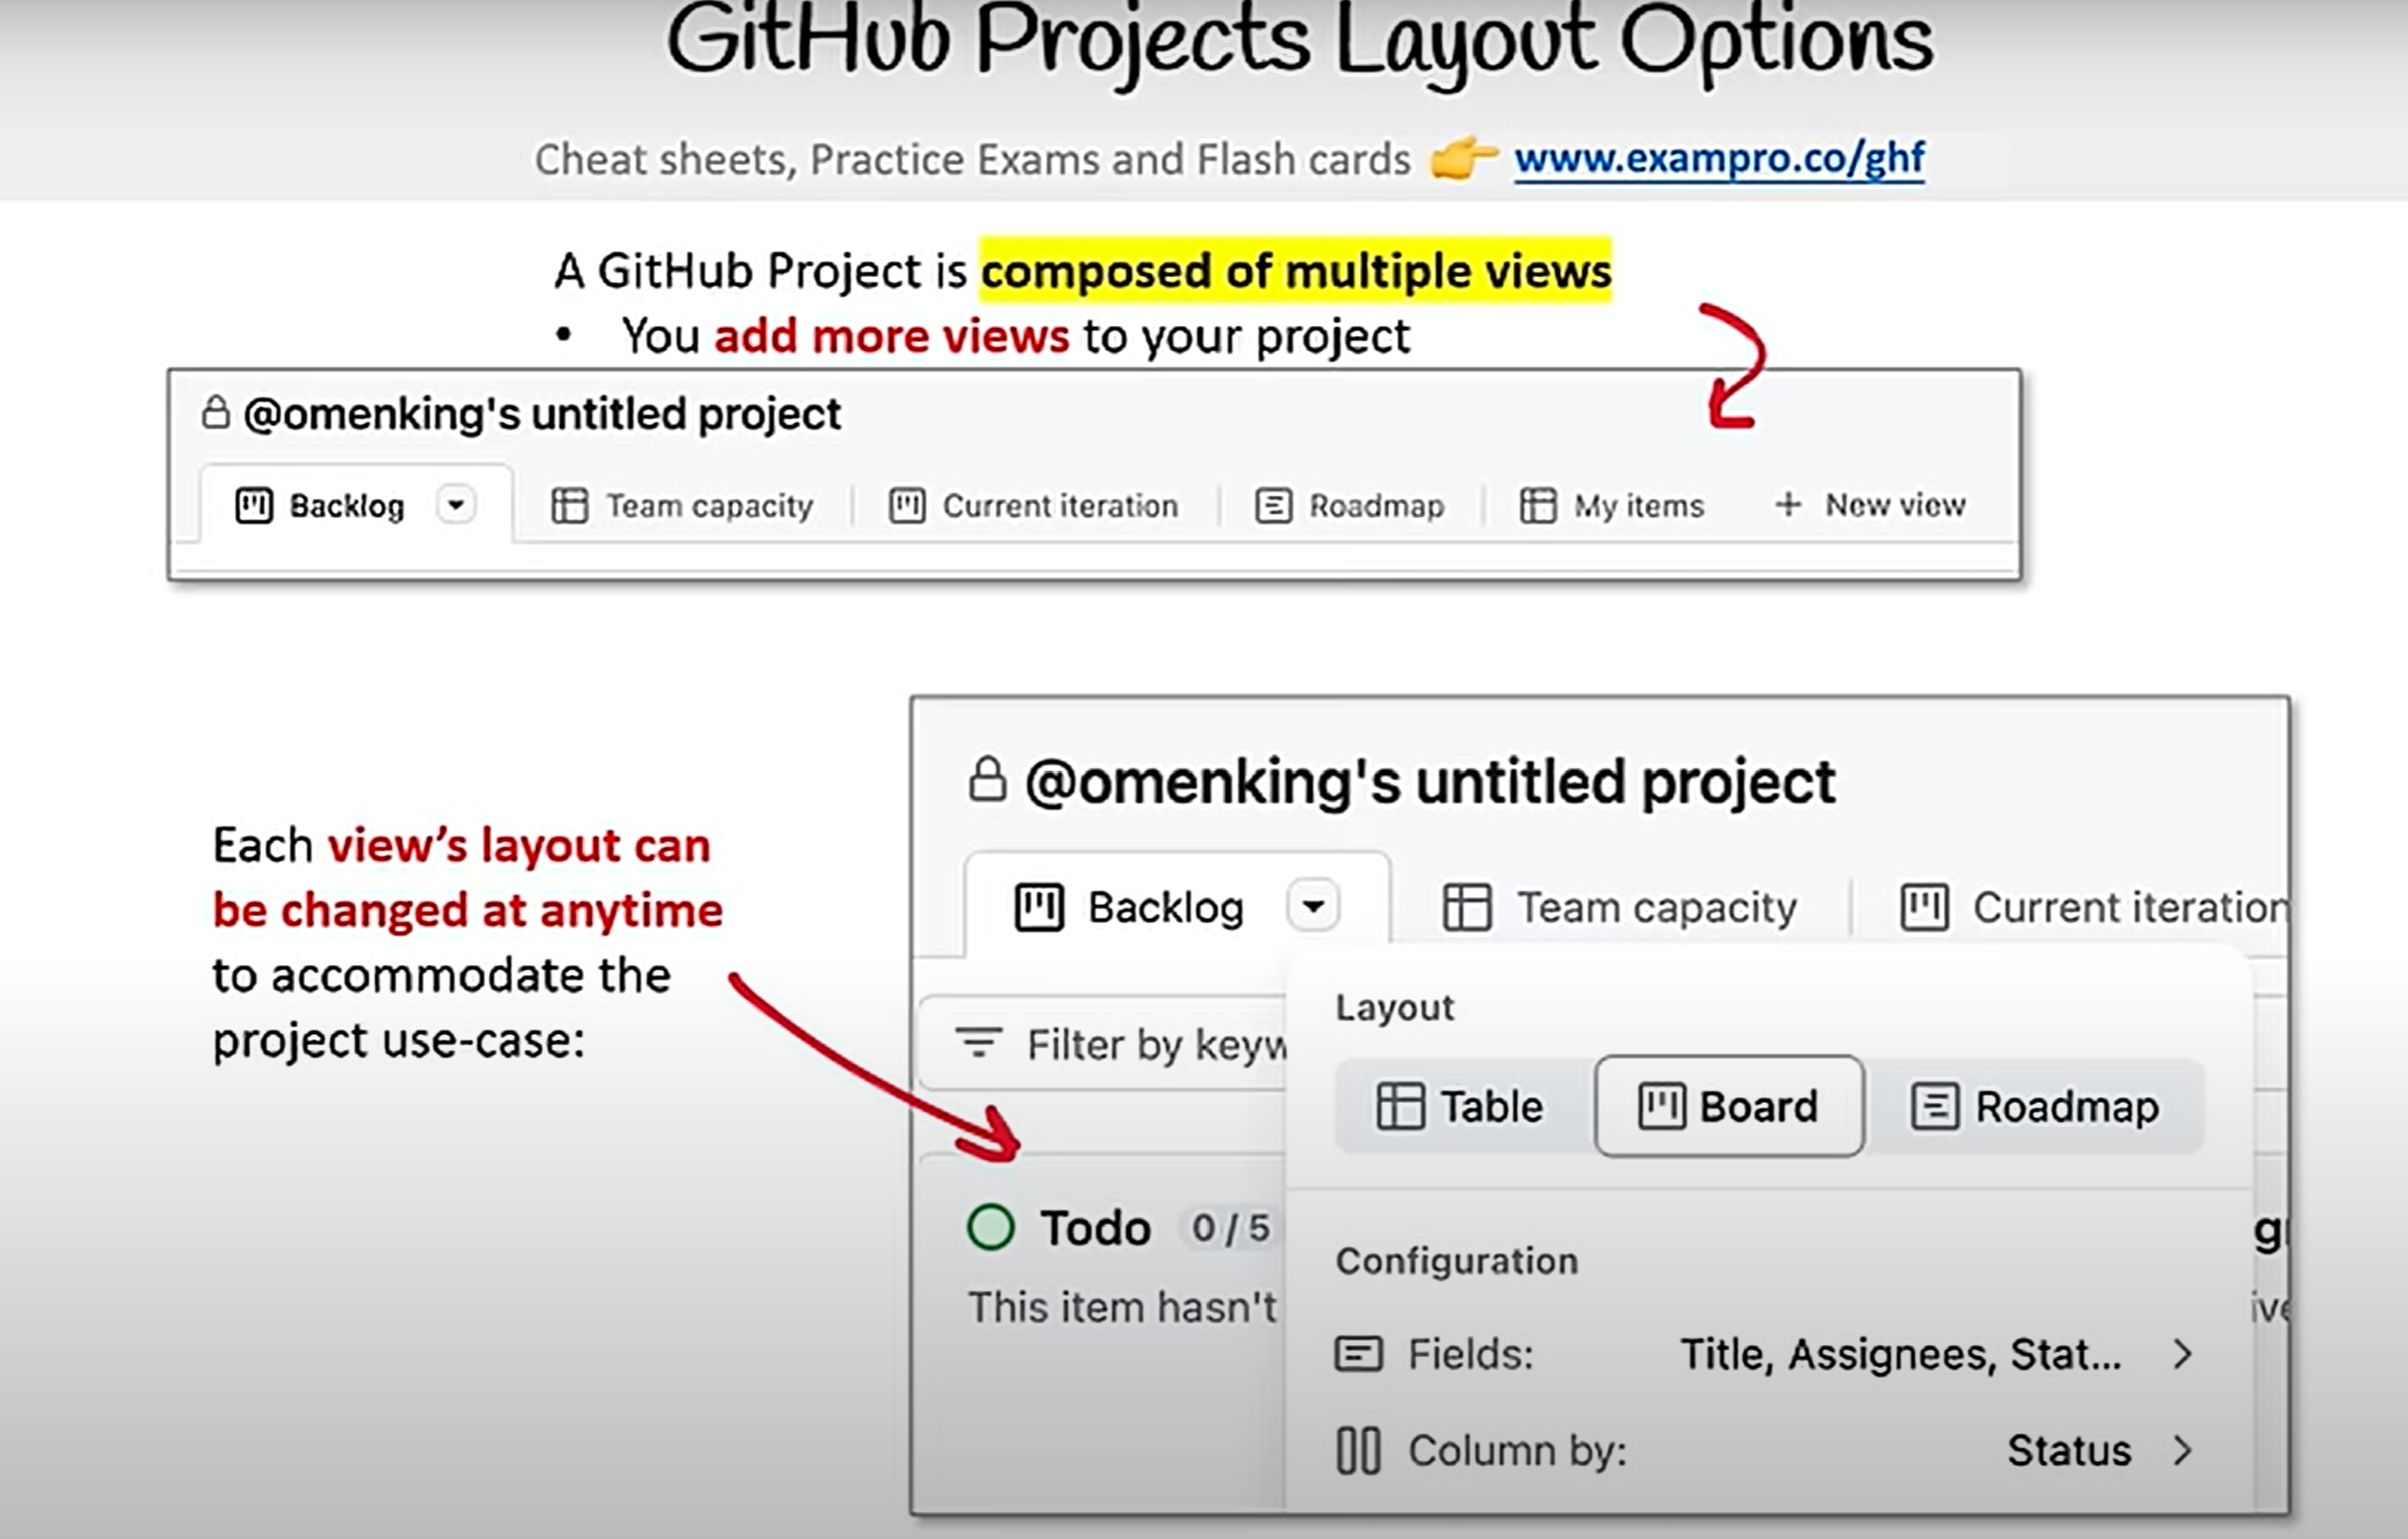 GitHub Projects Layout Options
Cheat sheets, Practice Exams and Flash cards 👉 www.exampro.co/ghf
A GitHub Project is composed of multiple views
• You add more views to your project
@omenking's untitled project
Backlog Team capacity Current iteration Roadmap My items + New view
Each view’s layout can
be changed at anytime
to accommodate the
project use-case:
@omenking's untitled project
Backlog Team capacity Current iteration
Layout
Filter by keyw
Table Board Roadmap
Todo 0 / 5
Configuration
This item hasn't
Fields: Title, Assignees, Stat... >
Column by: Status >